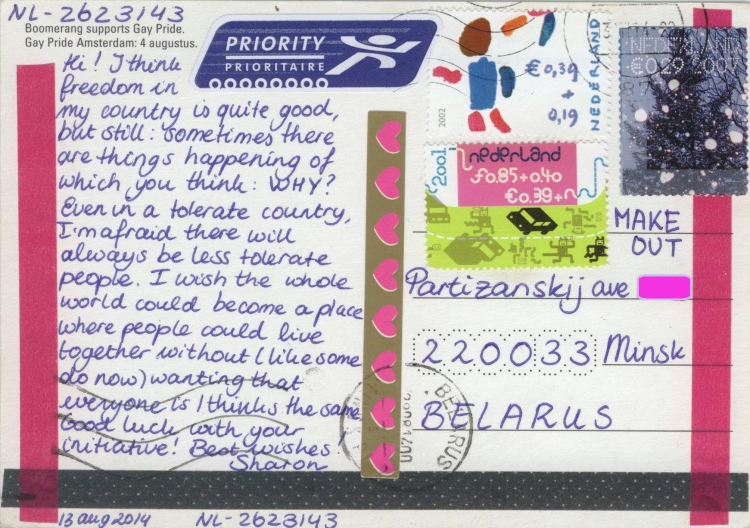 NL-2623143
Boomerang supports Gay Pride.
Gay Pride Amsterdam: 4 augustus.
Hi! I think
freedom in
my country is quite good,
but still: sometimes there
are things happening of
which you think: WHY?
Even in a tolerate country,
I'm afraid there will
always be less tolerate
people. I wish the whole
world could become a place
where people could live
together without (like some
do now) wanting that
everyone is / thinks the same
Good luck with your
initiative! Best wishes!
Sharon
13 aug 2014 NL-2623143
PRIORITY
PRIORITAIRE
€0,39
+
0,19
NEDERLAND
2002
NEDERLAND
€0.29 2007
2001
nederland
f0.85+0.40
€0.39+
MAKE
OUT
Partizanskij ave
220033 Minsk
BELARUS
BELARUS